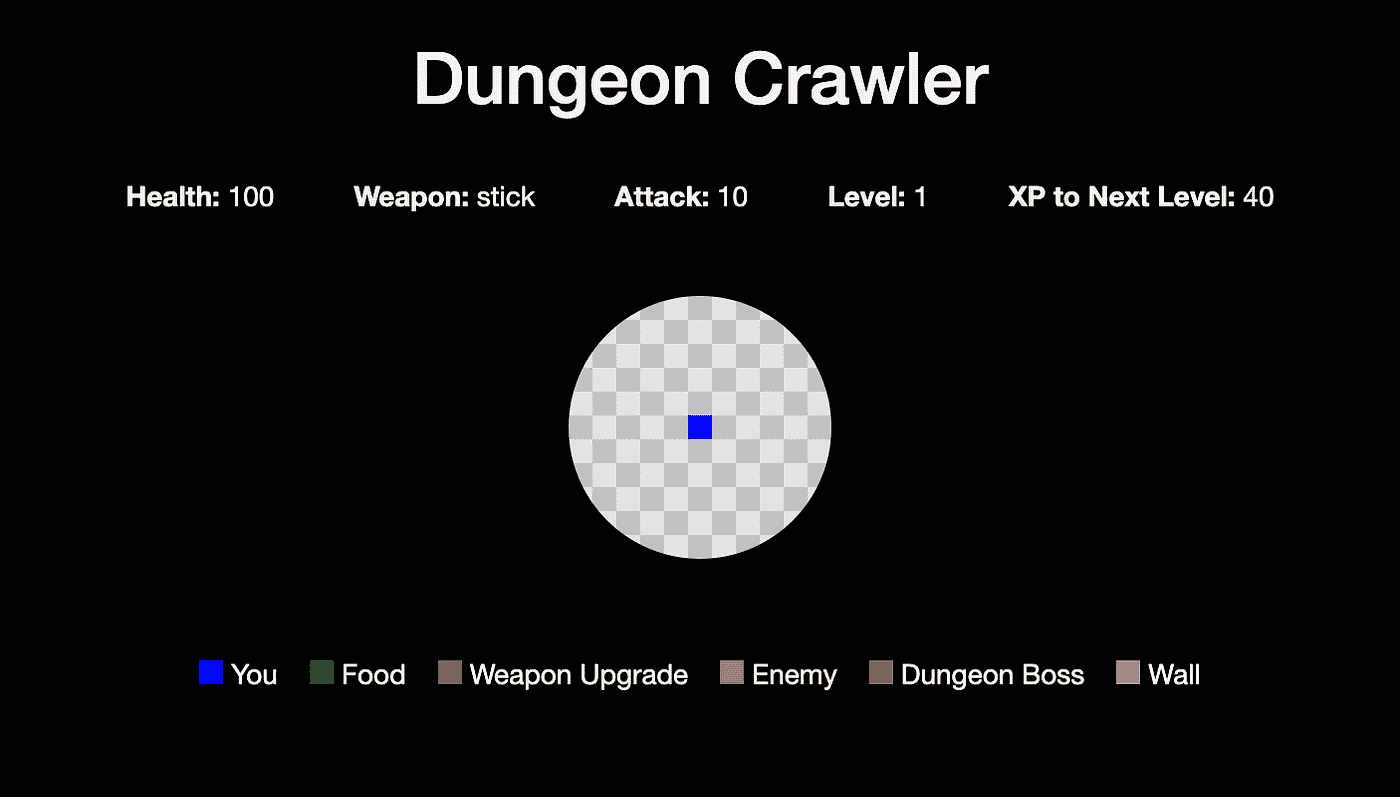 Dungeon Crawler
Health: 100 Weapon: stick Attack: 10 Level: 1 XP to Next Level: 40
You Food Weapon Upgrade Enemy Dungeon Boss Wall